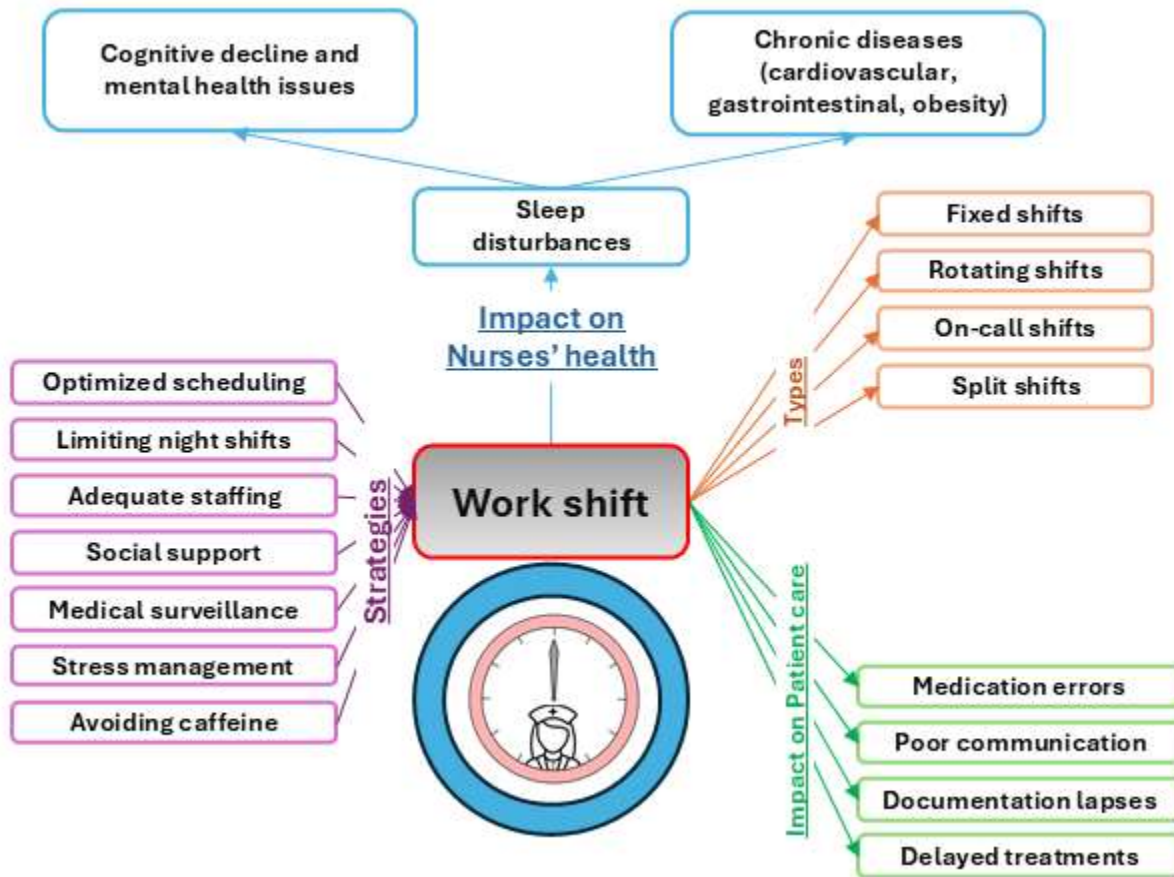 Cognitive decline and
mental health issues
Chronic diseases
(cardiovascular,
gastrointestinal, obesity)
Sleep
disturbances
Impact on
Nurses’ health
Fixed shifts
Rotating shifts
On-call shifts
Split shifts
Types
Optimized scheduling
Limiting night shifts
Adequate staffing
Social support
Medical surveillance
Stress management
Avoiding caffeine
Strategies
Work shift
Impact on Patient care
Medication errors
Poor communication
Documentation lapses
Delayed treatments